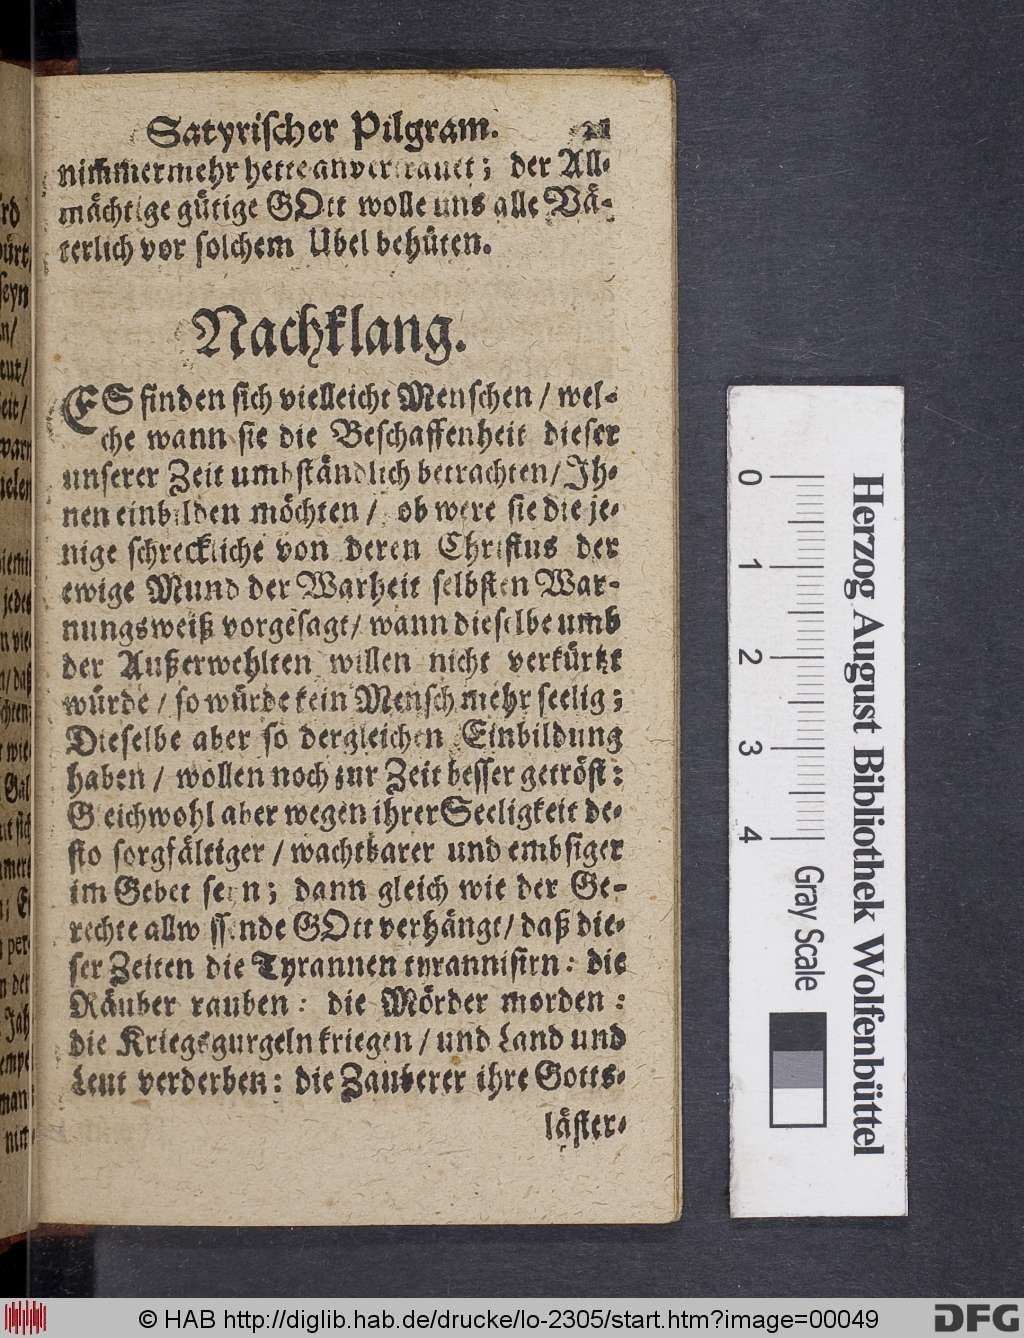 Satyrischer Pilgram. 21
nimmermehr hette anvertrauet; der All-
mächtige gütige GOtt wolle uns alle Vä-
terlich vor solchem Ubel behüten.
Nachklang.
ES finden sich vielleicht Menschen / wel-
che wann sie die Beschaffenheit dieser
unserer Zeit umbständlich betrachten / Ih-
nen einbilden möchten / ob were sie die je-
nige schreckliche von deren Christus der
ewige Mund der Warheit selbsten War-
nungsweiß vorgesagt / wann dieselbe umb
der Außerwehlten willen nicht verkürtzt
würde / so würde kein Mensch mehr seelig;
Dieselbe aber so dergleichen Einbildung
haben / wollen noch zur Zeit besser getröst:
Gleichwohl aber wegen ihrer Seeligkeit de-
sto sorgfältiger / wachtbarer und embsiger
im Gebet seyn; dann gleich wie der Ge-
rechte allwissende GOtt verhängt / daß die-
ser Zeiten die Tyrannen tyrannisirn: die
Räuber rauben: die Mörder morden:
die Kriegsgurgeln kriegen / und Land und
Leut verderben: die Zauberer ihre Gotts-
läster-
0 1 2 3 4
Gray Scale
Herzog August Bibliothek Wolfenbüttel
© HAB http://diglib.hab.de/drucke/lo-2305/start.htm?image=00049
DFG